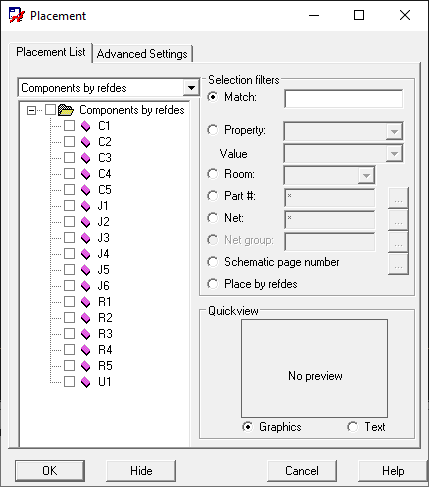 Placement
Placement List
Advanced Settings
Components by refdes
Components by refdes
C1
C2
C3
C4
C5
J1
J2
J3
J4
J5
J6
R1
R2
R3
R4
R5
U1
Selection filters
Match:
Property:
Value
Room:
Part #: * ...
Net: * ...
Net group: ...
Schematic page number ...
Place by refdes
Quickview
No preview
Graphics Text
OK Hide Cancel Help